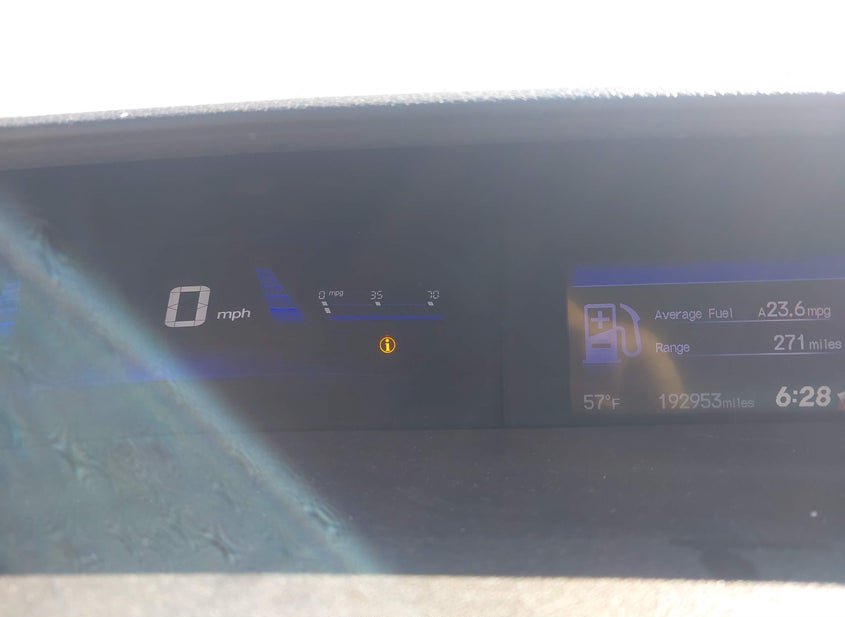 0 mpg 35 70
0 mph
Average Fuel A23.6mpg
Range 271 miles
57°F 192953miles 6:28